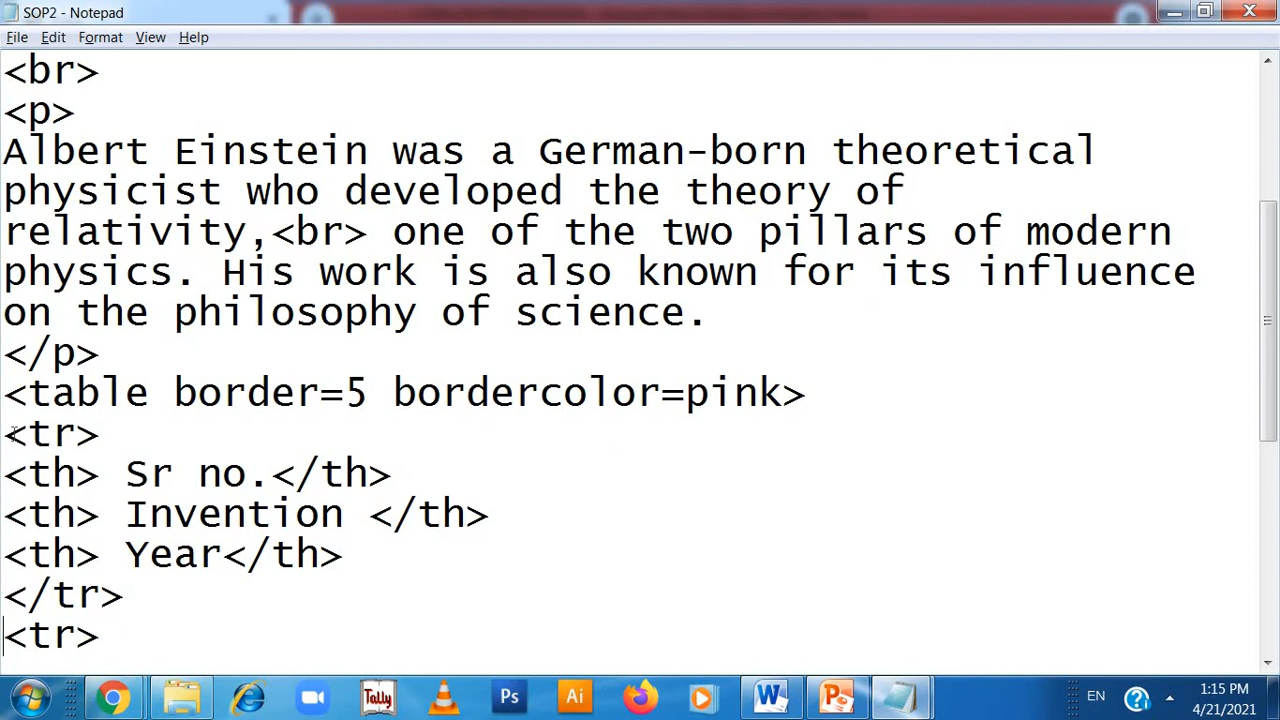 SOP2 - Notepad
File Edit Format View Help
<br>
<p>
Albert Einstein was a German-born theoretical
physicist who developed the theory of
relativity,<br> one of the two pillars of modern
physics. His work is also known for its influence
on the philosophy of science.
</p>
<table border=5 bordercolor=pink>
<tr>
<th> Sr no.</th>
<th> Invention </th>
<th> Year</th>
</tr>
<tr>
Tally
Ps
Ai
W
P
EN
1:15 PM
4/21/2021